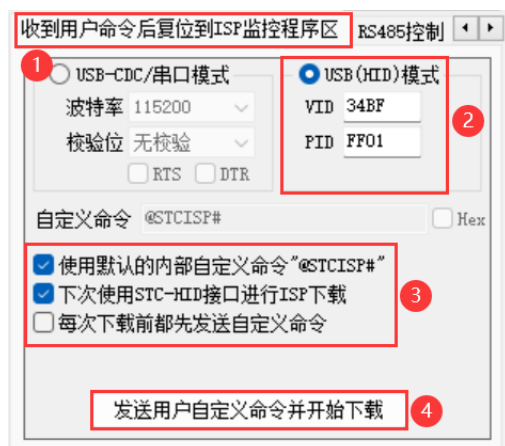 收到用户命令后复位到ISP监控程序区 RS485控制
1
USB-CDC/串口模式 USB(HID)模式
波特率 115200 VID 34BF
2
校验位 无校验 PID FF01
RTS DTR
自定义命令 @STCISP# Hex
使用默认的内部自定义命令"@STCISP#"
下次使用STC-HID接口进行ISP下载
3
每次下载前都先发送自定义命令
发送用户自定义命令并开始下载 4